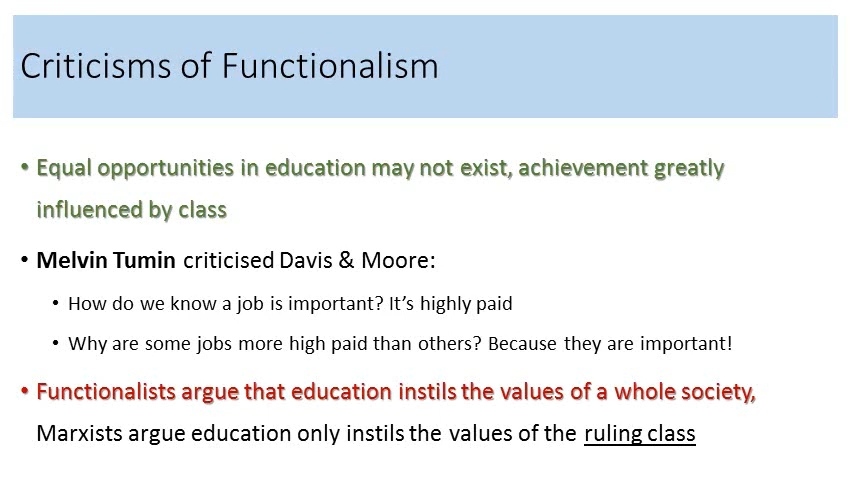 Criticisms of Functionalism
• Equal opportunities in education may not exist, achievement greatly
influenced by class
• Melvin Tumin criticised Davis & Moore:
• How do we know a job is important? It’s highly paid
• Why are some jobs more high paid than others? Because they are important!
• Functionalists argue that education instils the values of a whole society,
Marxists argue education only instils the values of the ruling class